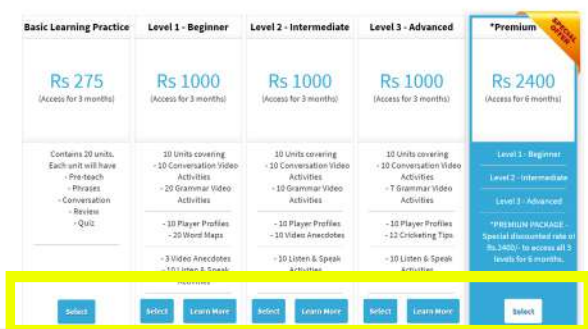 Basic Learning Practice
Rs 275
(Access for 3 months)
Contains 20 units.
Each unit will have
- Pre-teach
- Phrases
- Conversation
- Review
- Quiz
Select
Level 1 - Beginner
Rs 1000
(Access for 3 months)
10 Units covering
- 10 Conversation Video
Activities
- 20 Grammar Video
Activities
- 10 Player Profiles
- 20 Word Maps
- 3 Video Anecdotes
- 10 Listen & Speak
Activities
Select Learn More
Level 2 - Intermediate
Rs 1000
(Access for 3 months)
10 Units covering
- 10 Conversation Video
Activities
- 10 Grammar Video
Activities
- 10 Player Profiles
- 10 Video Anecdotes
- 10 Listen & Speak
Activities
Select Learn More
Level 3 - Advanced
Rs 1000
(Access for 3 months)
10 Units covering
- 10 Conversation Video
Activities
- 7 Grammar Video
Activities
- 10 Player Profiles
- 12 Cricketing Tips
- 10 Listen & Speak
Activities
Select Learn More
*Premium
SPECIAL
OFFER
Rs 2400
(Access for 6 months)
Level 1 - Beginner
Level 2 - Intermediate
Level 3 - Advanced
*PREMIUM PACKAGE -
Special discounted rate of
Rs.2400/- to access all 3
levels for 6 months.
Select